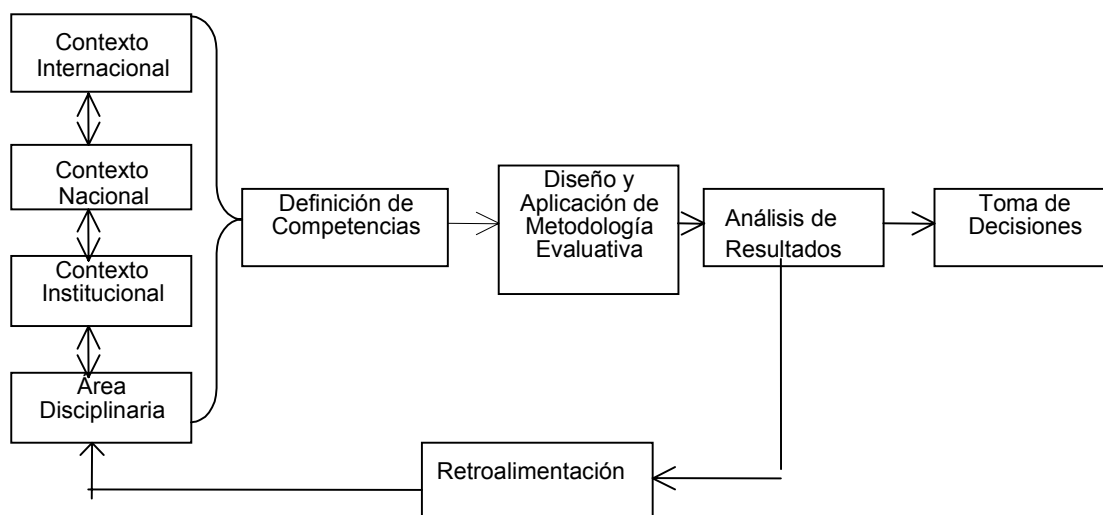 Contexto
Internacional
Contexto
Nacional
Contexto
Institucional
Área
Disciplinaria
Definición de
Competencias
Diseño y
Aplicación de
Metodología
Evaluativa
Análisis de
Resultados
Toma de
Decisiones
Retroalimentación